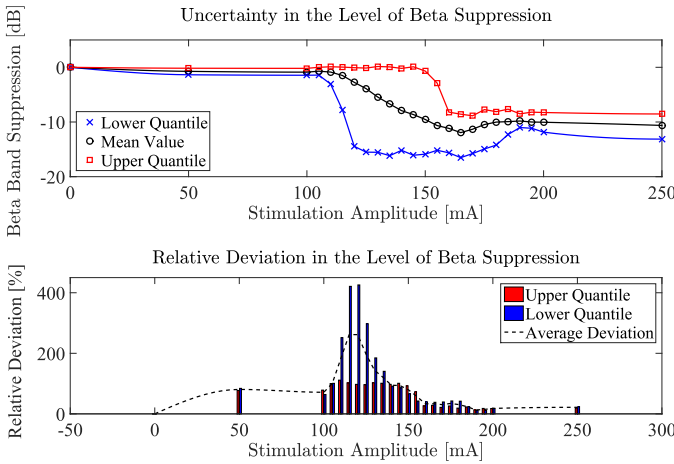 Uncertainty in the Level of Beta Suppression
Beta Band Suppression [dB]
0
-10
-20
Lower Quantile
Mean Value
Upper Quantile
0 50 100 150 200 250
Stimulation Amplitude [mA]
Relative Deviation in the Level of Beta Suppression
Relative Deviation [%]
400
200
0
Upper Quantile
Lower Quantile
Average Deviation
-50 0 50 100 150 200 250 300
Stimulation Amplitude [mA]